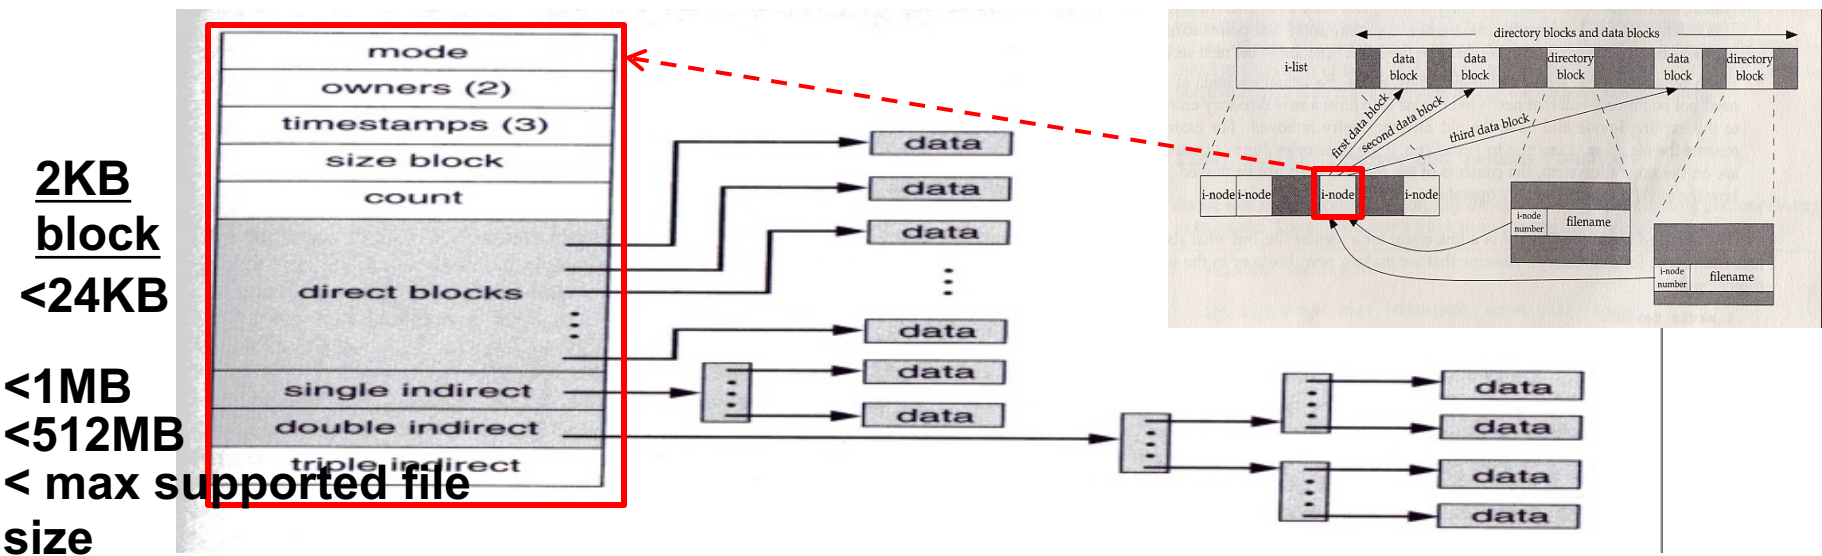 2KB
block
<24KB
<1MB
<512MB
< max supported file
size
mode
owners (2)
timestamps (3)
size block
count
direct blocks
single indirect
double indirect
triple indirect
data
data
data
data
data
data
data
data
data
data
directory blocks and data blocks
i-list
data
block
data
block
directory
block
data
block
directory
block
first data block
second data block
third data block
i-node
i-node
i-node
i-node
i-node
number
filename
i-node
number
filename